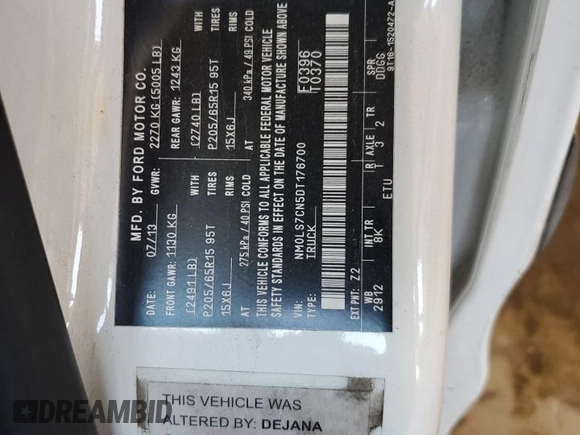 MFD. BY FORD MOTOR CO.
DATE: 07/13 GVWR: 2270 KG (5005 LB)
FRONT GAWR: 1130 KG REAR GAWR: 1243 KG
(2491 LB) TIRES (2740 LB) TIRES
P205/65R15 95T RIMS P205/65R15 95T RIMS
15X6J 15X6J
AT 275 kPa / 40 PSI COLD AT 340 kPa / 49 PSI COLD
THIS VEHICLE CONFORMS TO ALL APPLICABLE FEDERAL MOTOR VEHICLE
SAFETY STANDARDS IN EFFECT ON THE DATE OF MANUFACTURE SHOWN ABOVE
VIN: NM0LS7CN5DT176700 F0396
TYPE: TRUCK T0370
EXT PNT: Z2
WB INT TR R AXLE TR SPR
2912 8K 1 3 2 DDGG
ETU 9T16-1520472-A
THIS VEHICLE WAS
ALTERED BY: DEJANA
DREAMBID